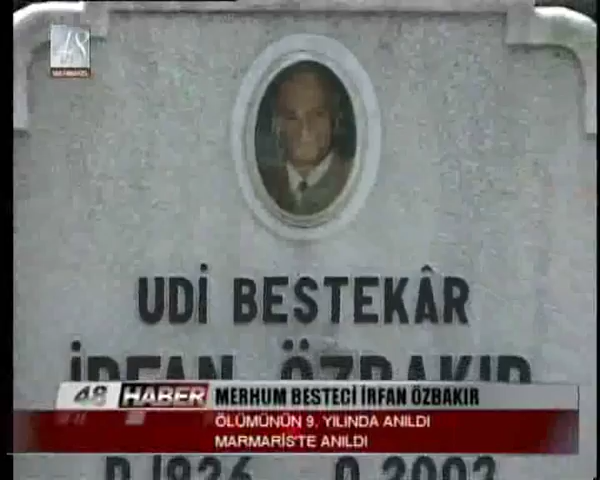 48
UDİ BESTEKÂR
İRFAN ÖZBAKIR
48 HABER MERHUM BESTECİ İRFAN ÖZBAKIR
ÖLÜMÜNÜN 9. YILINDA ANILDI
MARMARİS'TE ANILDI
D.1926 Ö.2002